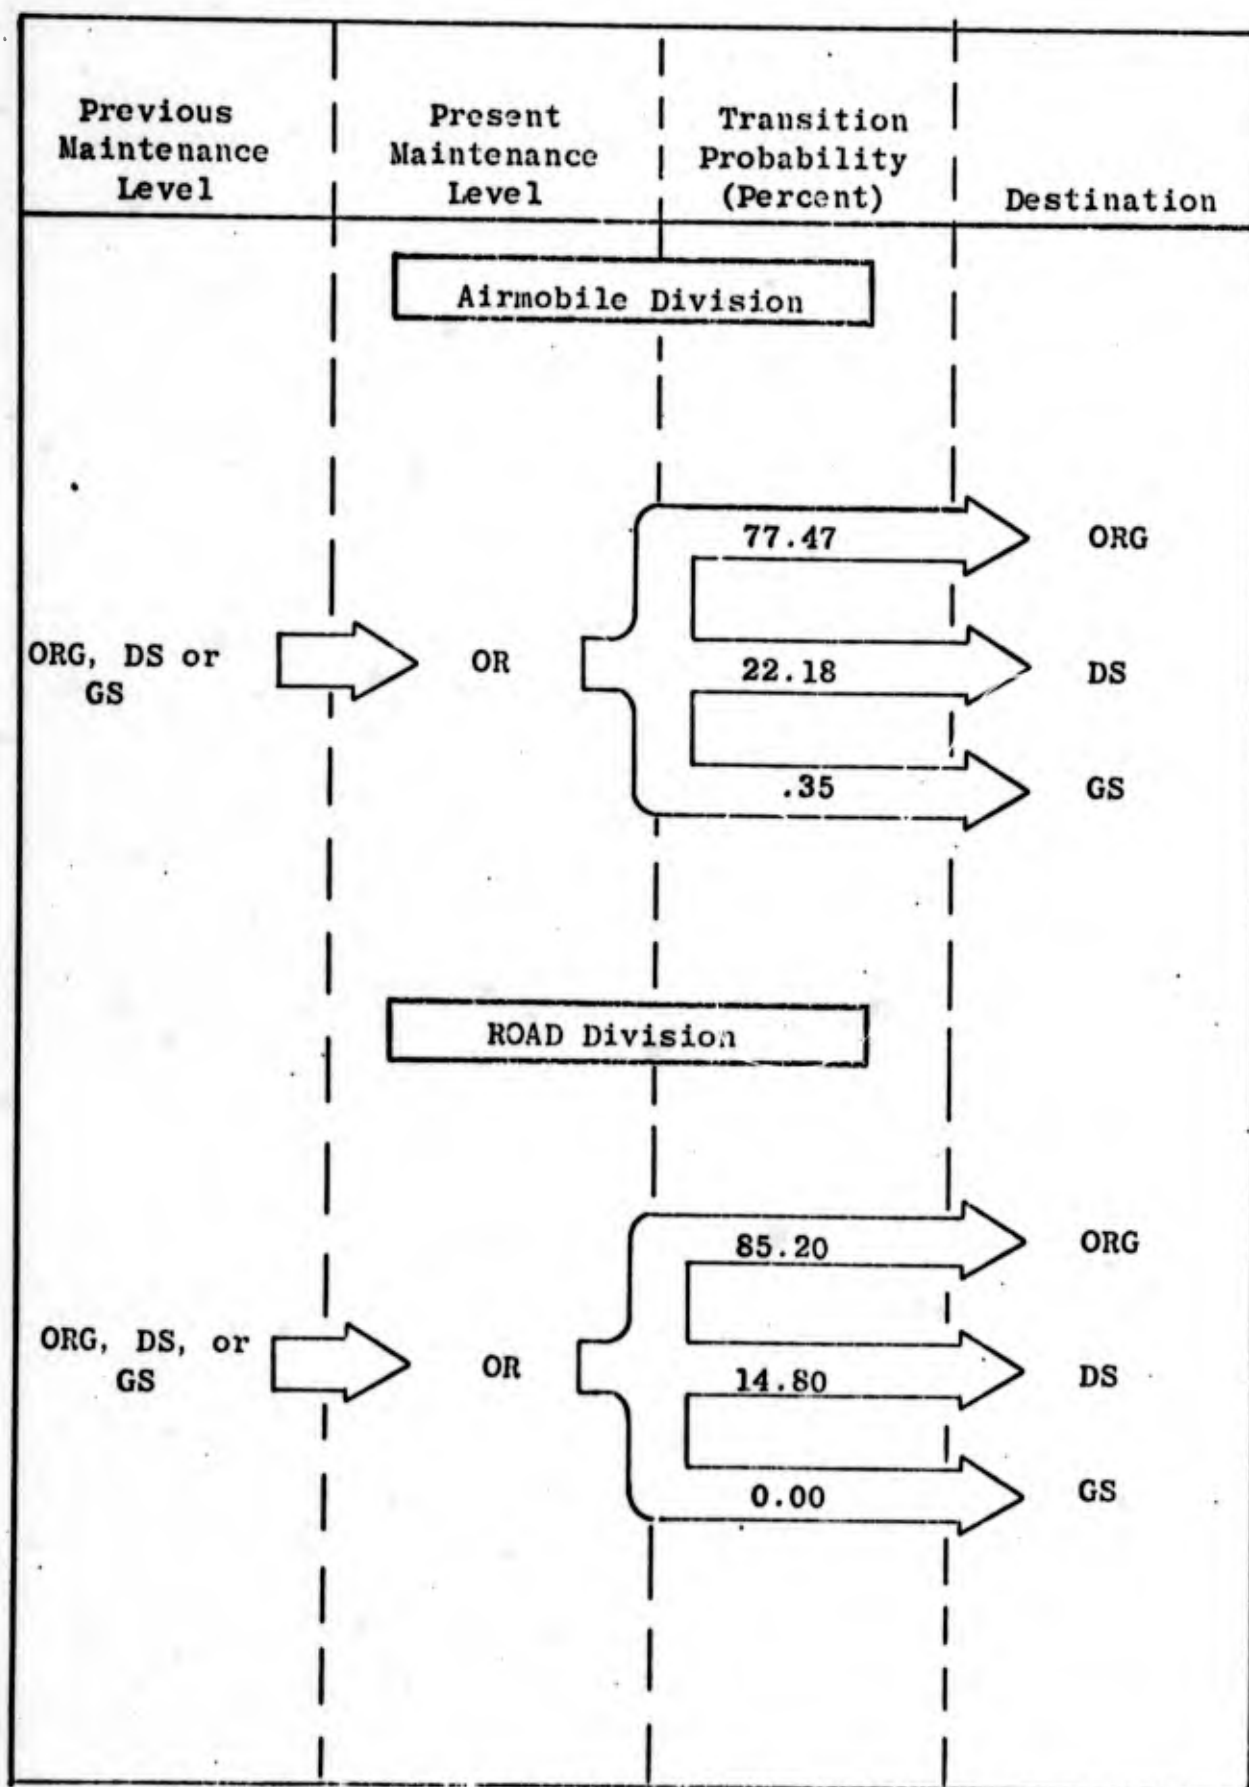 Previous
Maintenance
Level
Present
Maintenance
Level
Transition
Probability
(Percent)
Destination
Airmobile Division
ORG, DS or
GS
OR
77.47
ORG
22.18
DS
.35
GS
ROAD Division
ORG, DS, or
GS
OR
85.20
ORG
14.80
DS
0.00
GS